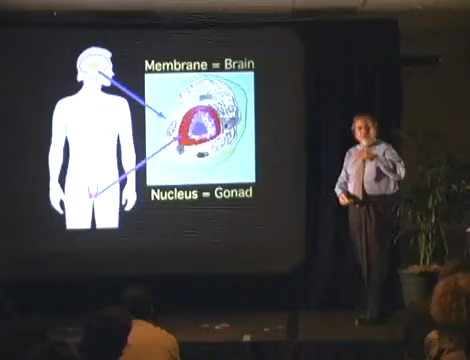 Membrane = Brain
Nucleus = Gonad